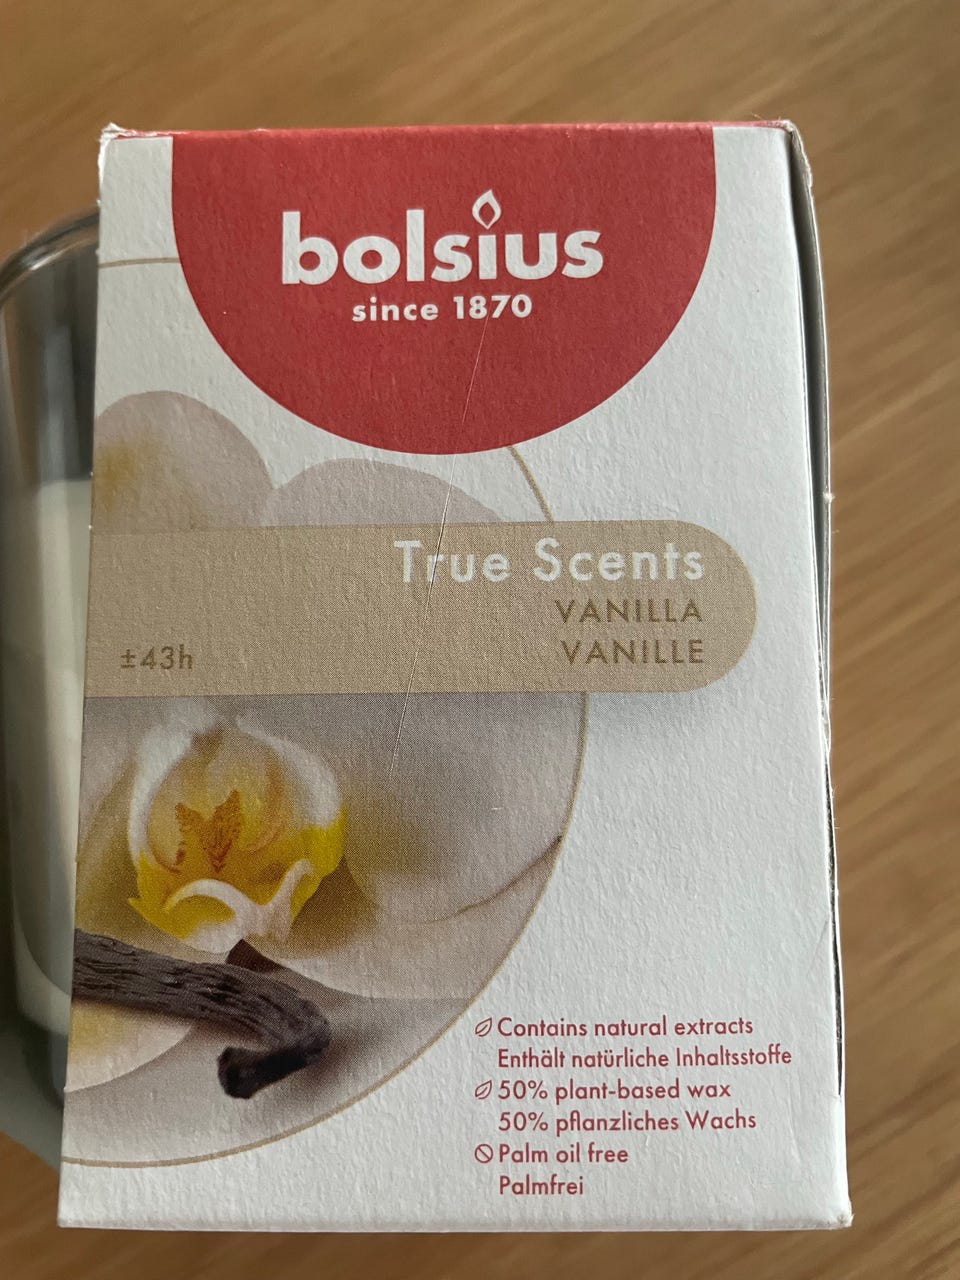 bolsius
since 1870
True Scents
VANILLA
VANILLE
±43h
Contains natural extracts
Enthält natürliche Inhaltsstoffe
50% plant-based wax
50% pflanzliches Wachs
Palm oil free
Palmfrei